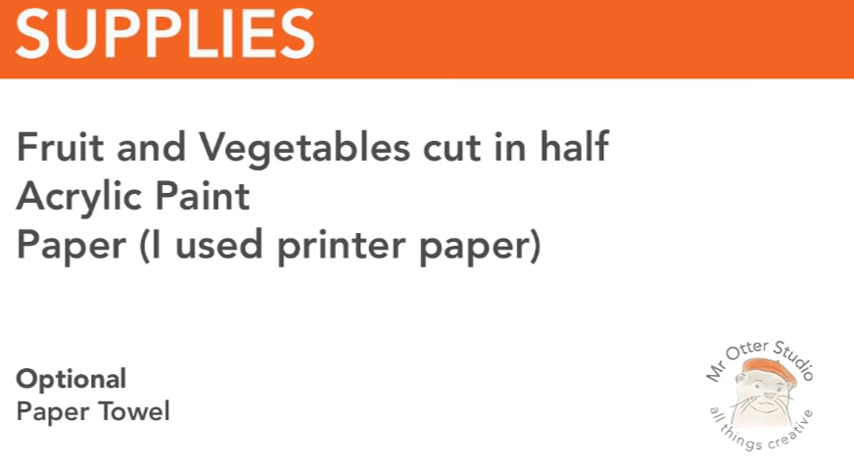 SUPPLIES
Fruit and Vegetables cut in half
Acrylic Paint
Paper (I used printer paper)
Optional
Paper Towel
Mr Otter Studio
all things creative